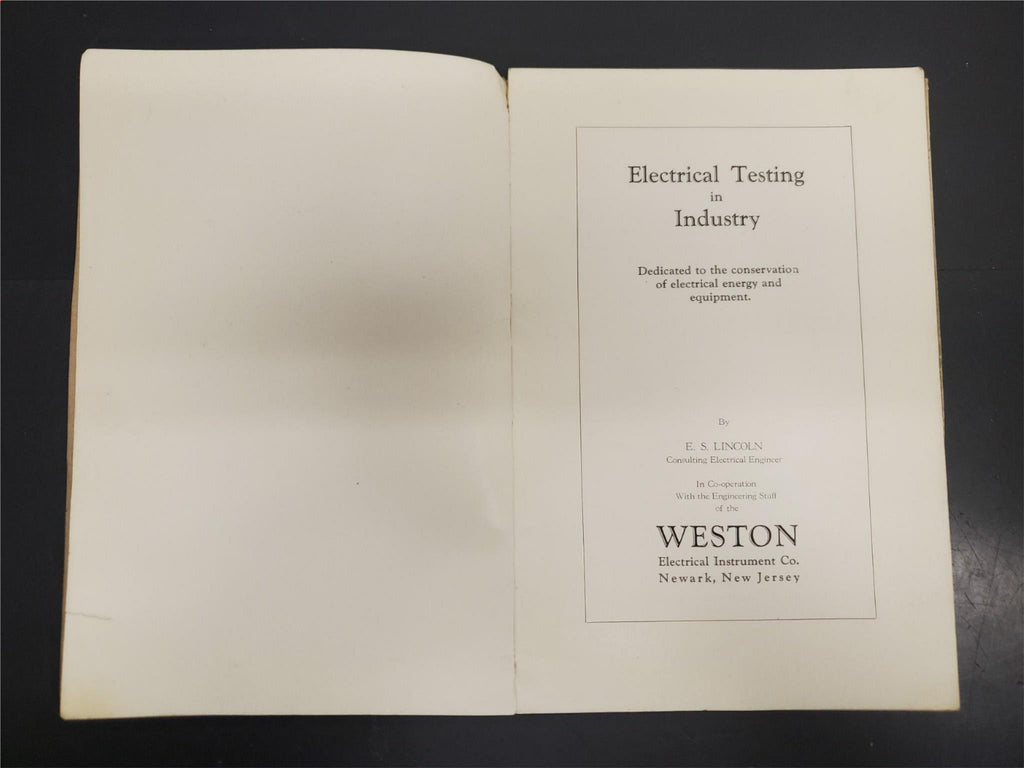 Electrical Testing
in
Industry
Dedicated to the conservation
of electrical energy and
equipment.
By
E. S. LINCOLN
Consulting Electrical Engineer
In Co-operation
With the Engineering Staff
of the
WESTON
Electrical Instrument Co.
Newark, New Jersey